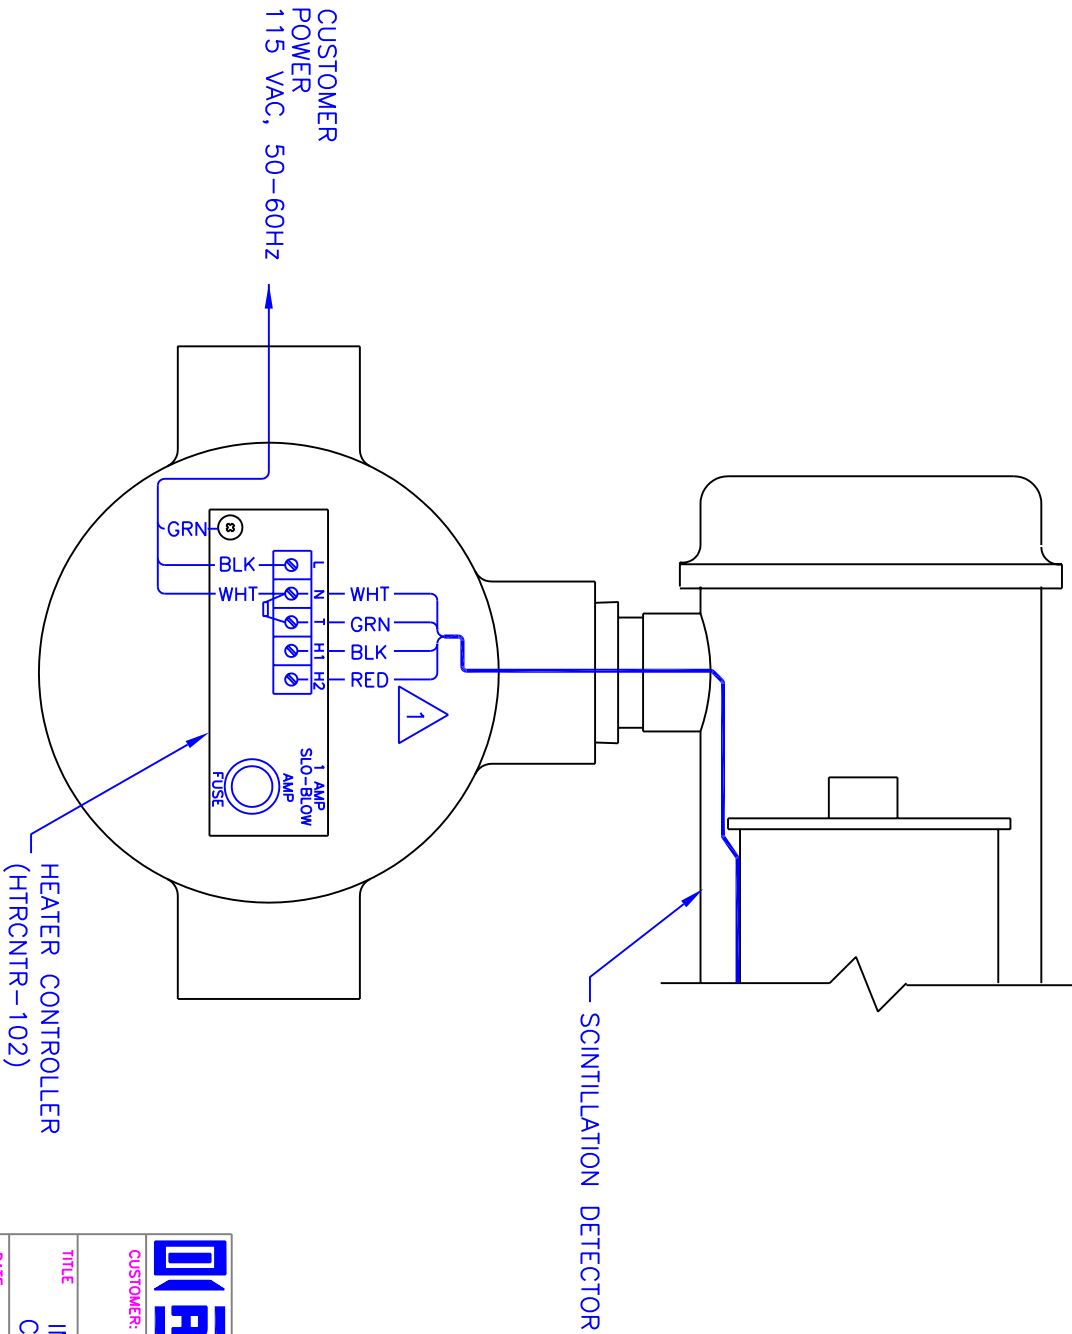 CUSTOMER
POWER
115 VAC, 50-60Hz
GRN
BLK
WHT
L
N
T
H1
H2
WHT
GRN
BLK
RED
1
1 AMP
SLO-BLOW
AMP
FUSE
HEATER CONTROLLER
(HTRCNTR-102)
SCINTILLATION DETECTOR
CUSTOMER:
TITLE